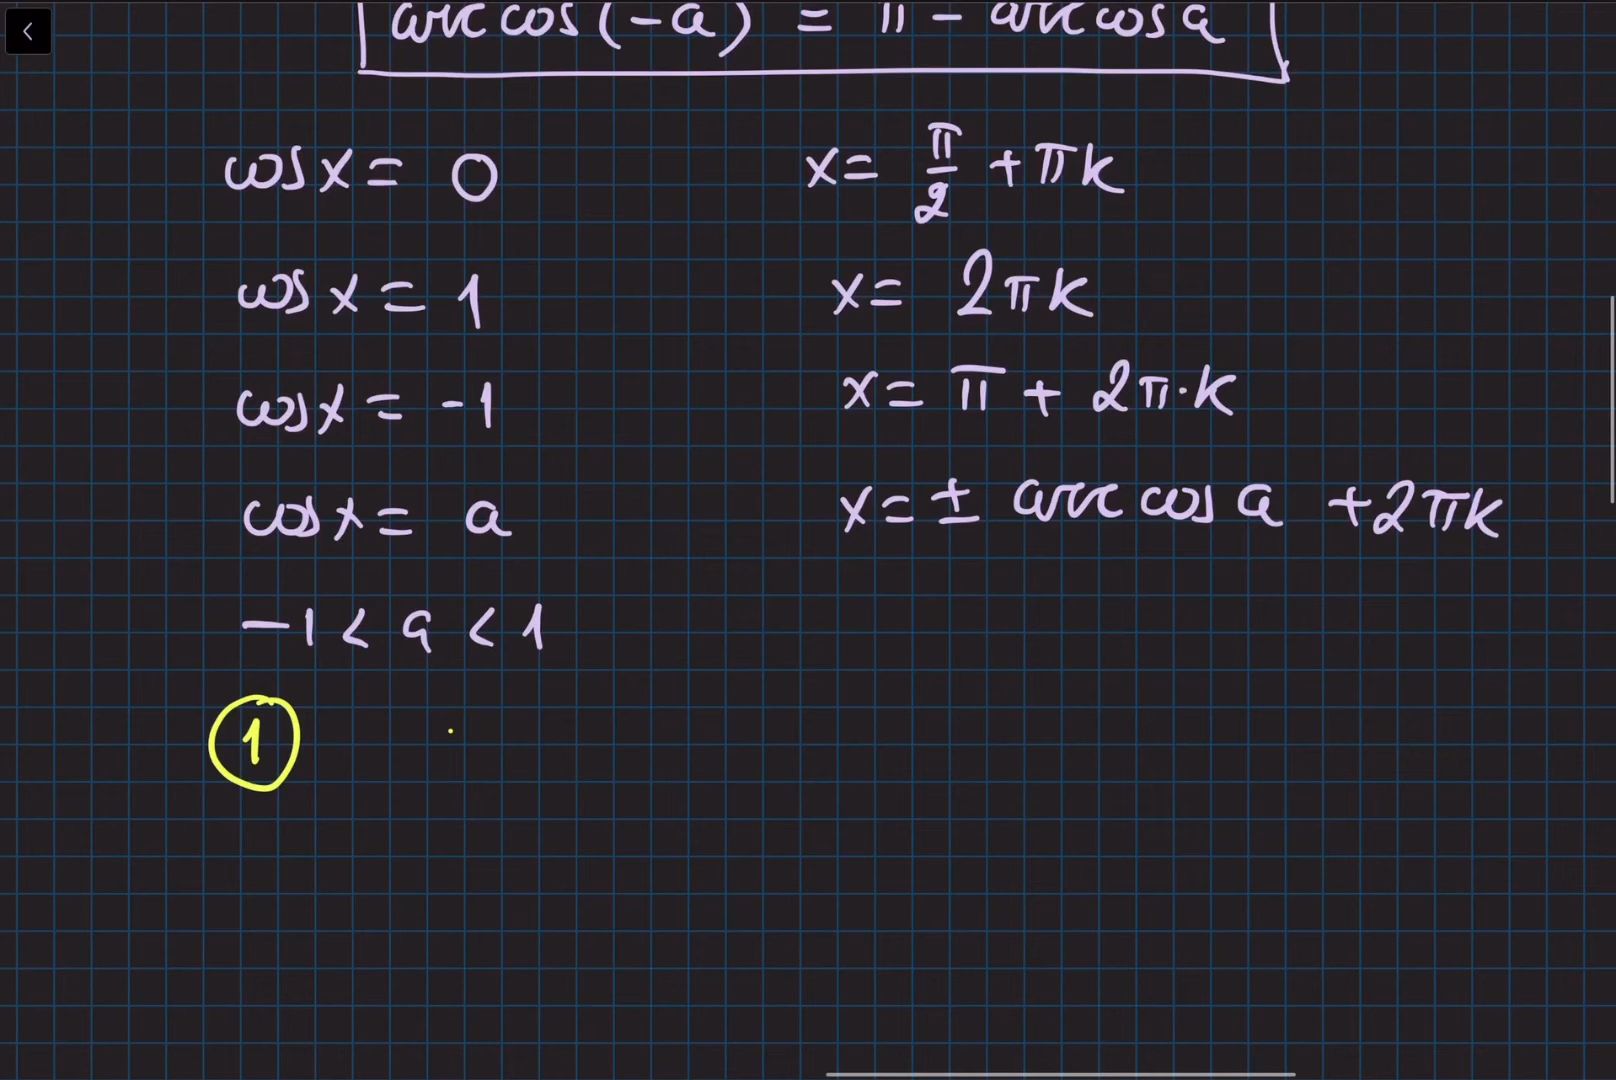 arccos(-a) = π - arccos a
cos x = 0    x = π/2 + πk
cos x = 1    x = 2πk
cos x = -1    x = π + 2π·k
cos x = a    x = ± arccos a + 2πk
-1 < a < 1
1